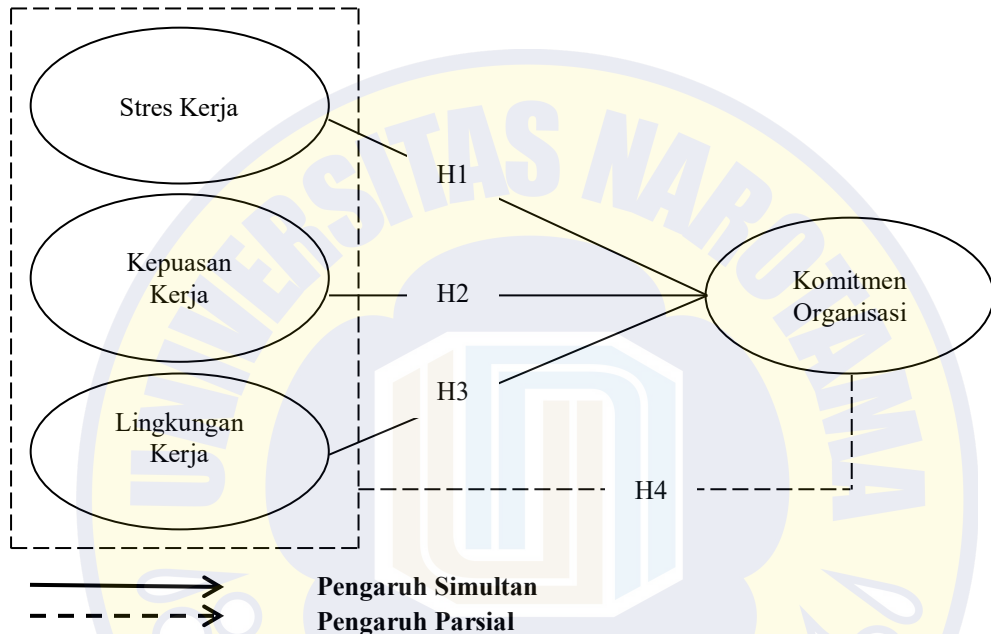 Stres Kerja
H1
Kepuasan
Kerja
H2
Komitmen
Organisasi
Lingkungan
Kerja
H3
H4
Pengaruh Simultan
Pengaruh Parsial
UNIVERSITAS NAROTAMA